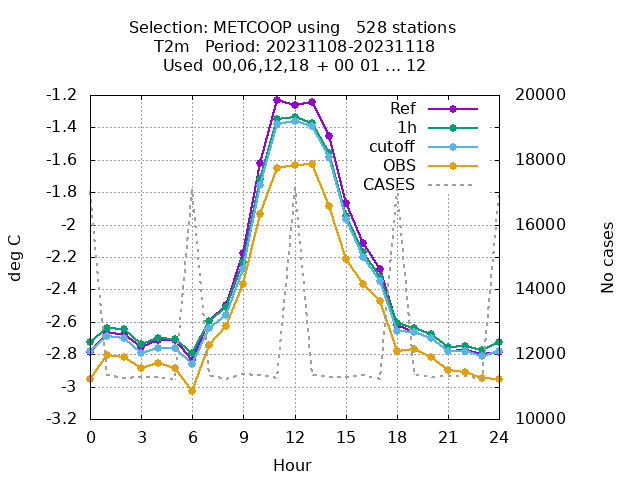 Selection: METCOOP using   528 stations
T2m   Period: 20231108-20231118
Used  00,06,12,18  + 00 01 ... 12
-1.2
-1.4
-1.6
-1.8
-2
-2.2
-2.4
-2.6
-2.8
-3
-3.2
deg C
Ref
1h
cutoff
OBS
CASES
20000
18000
16000
14000
12000
10000
No cases
0 3 6 9 12 15 18 21 24
Hour